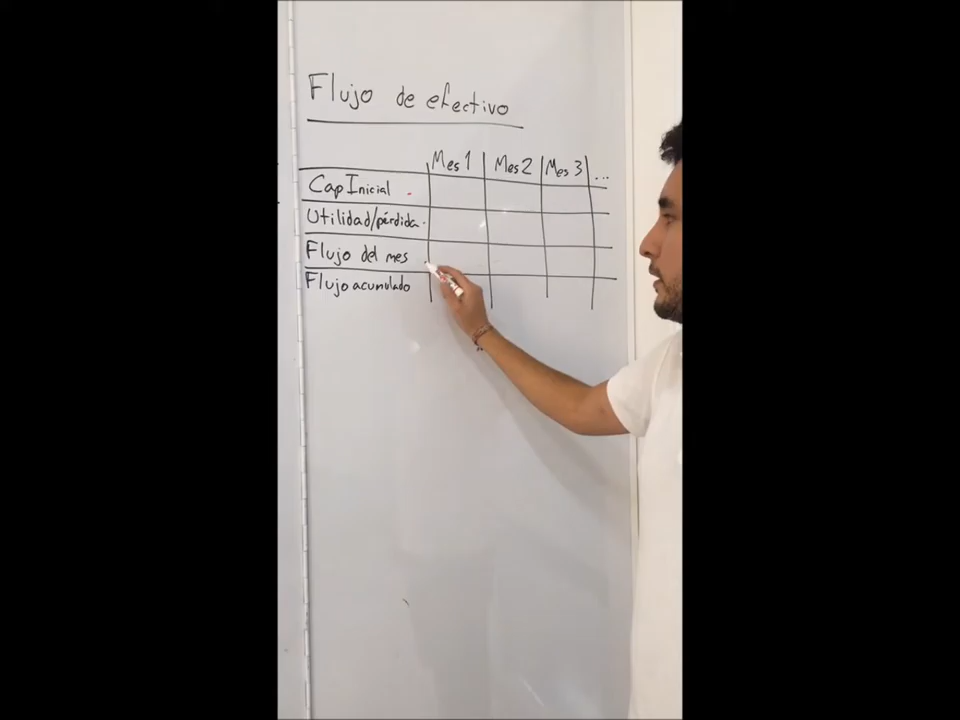 Flujo de efectivo
Mes 1 Mes 2 Mes 3 ...
Cap Inicial
Utilidad/pérdida
Flujo del mes
Flujo acumulado